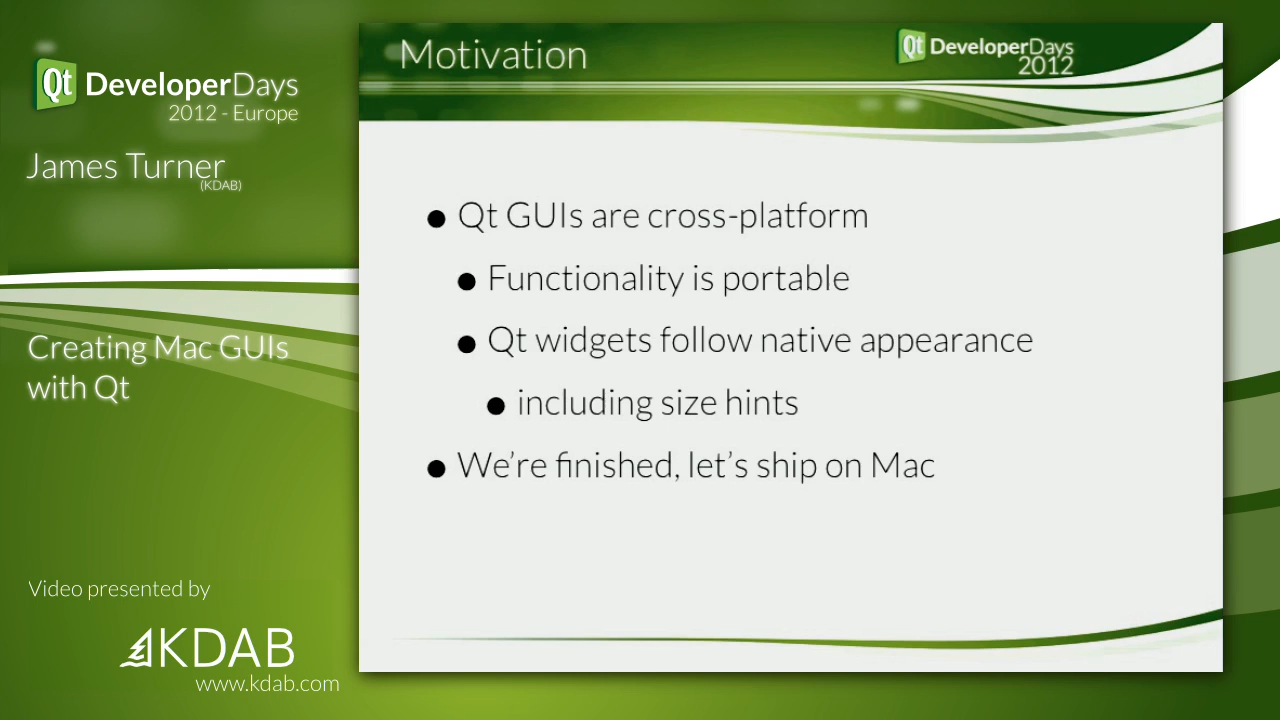 Qt DeveloperDays
2012 - Europe
James Turner
(KDAB)
Creating Mac GUIs
with Qt
Video presented by
KDAB
www.kdab.com
Motivation
Qt DeveloperDays
2012
● Qt GUIs are cross-platform
● Functionality is portable
● Qt widgets follow native appearance
● including size hints
● We're finished, let's ship on Mac